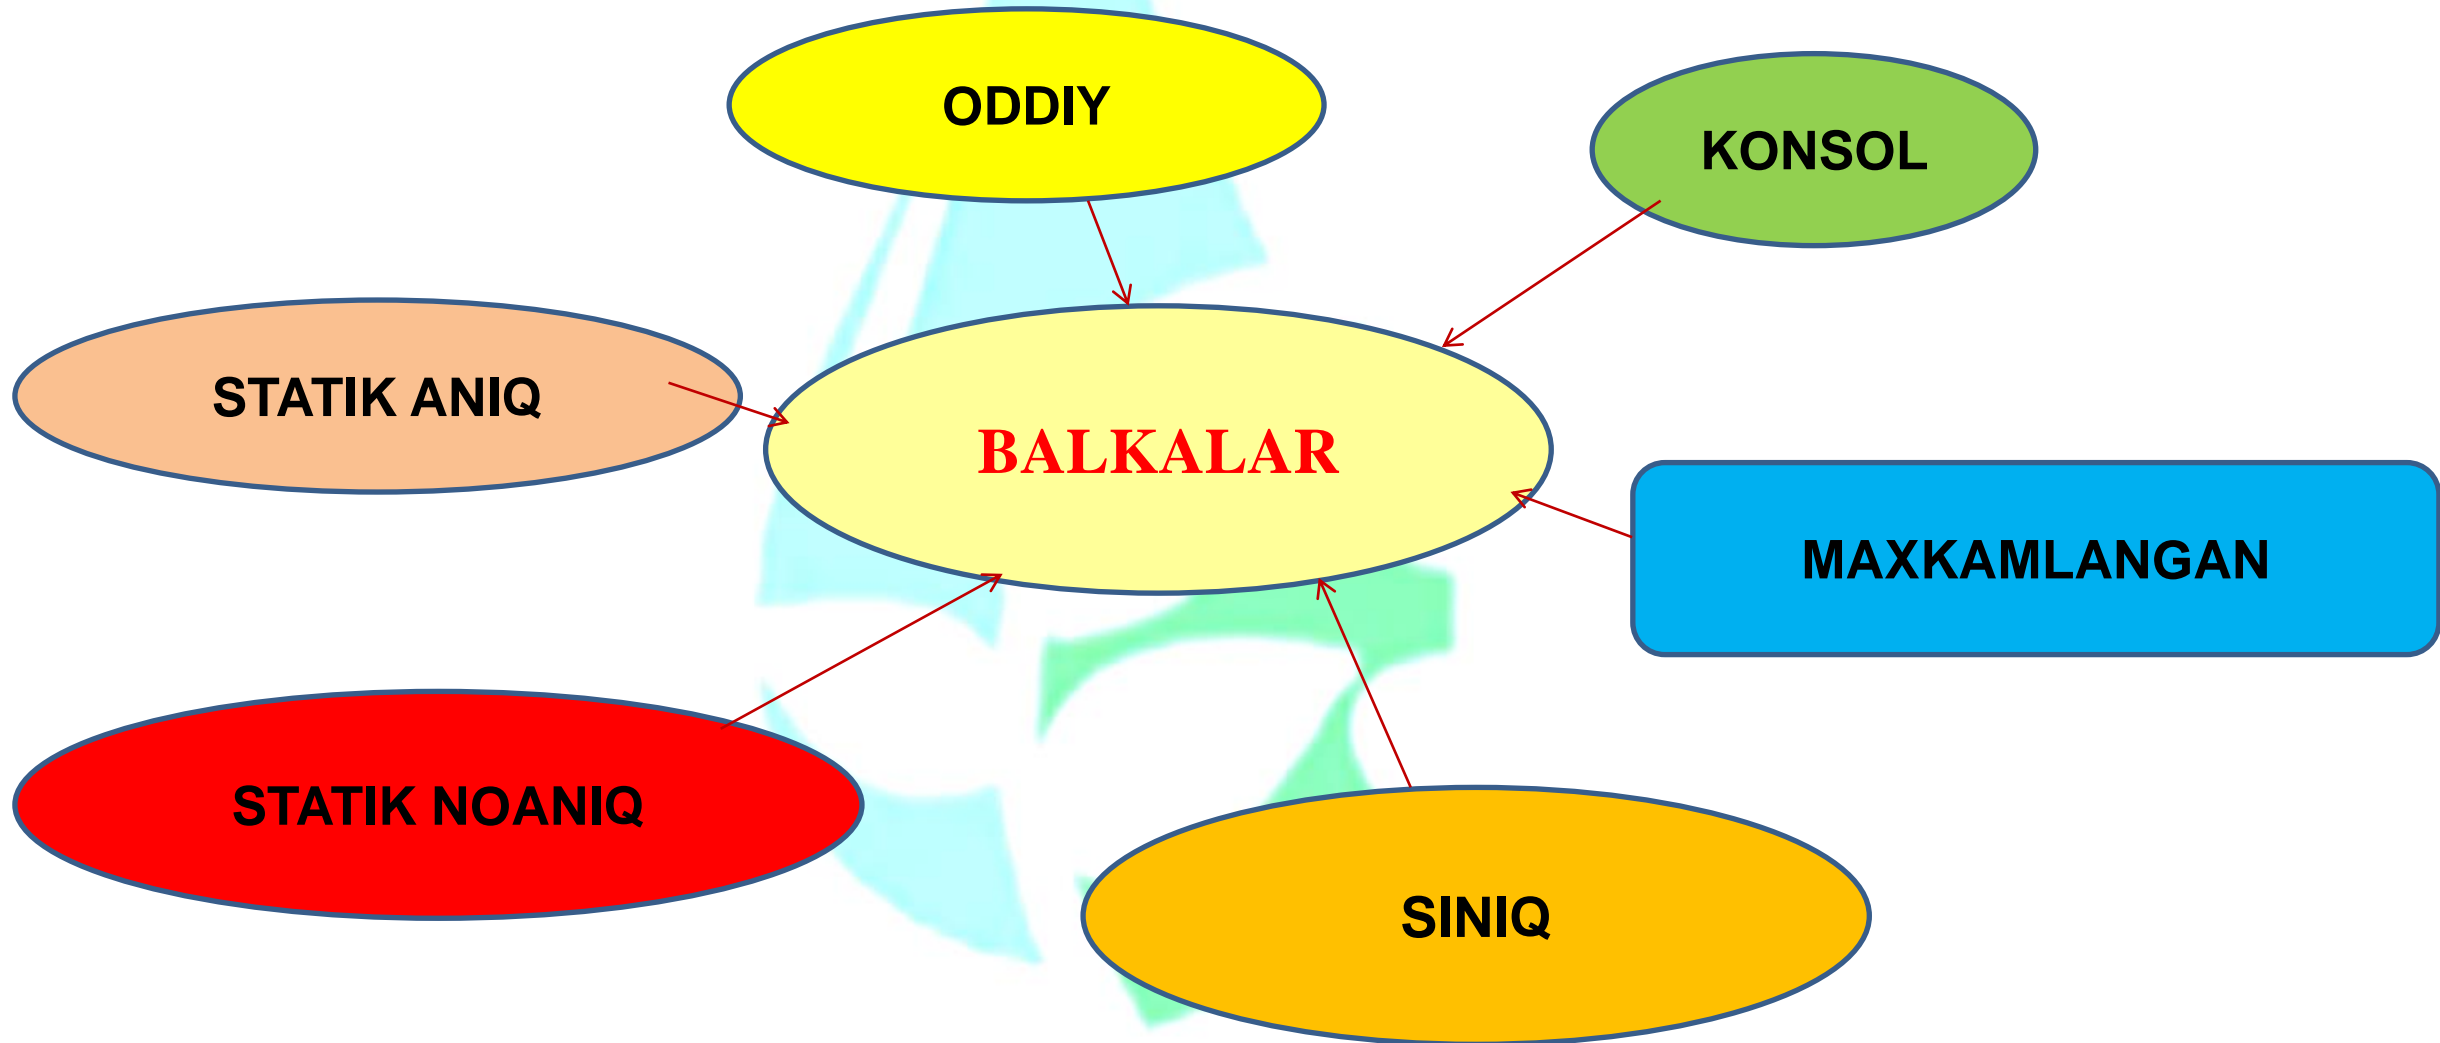 ODDIY
KONSOL
STATIK ANIQ
BALKALAR
MAXKAMLANGAN
STATIK NOANIQ
SINIQ